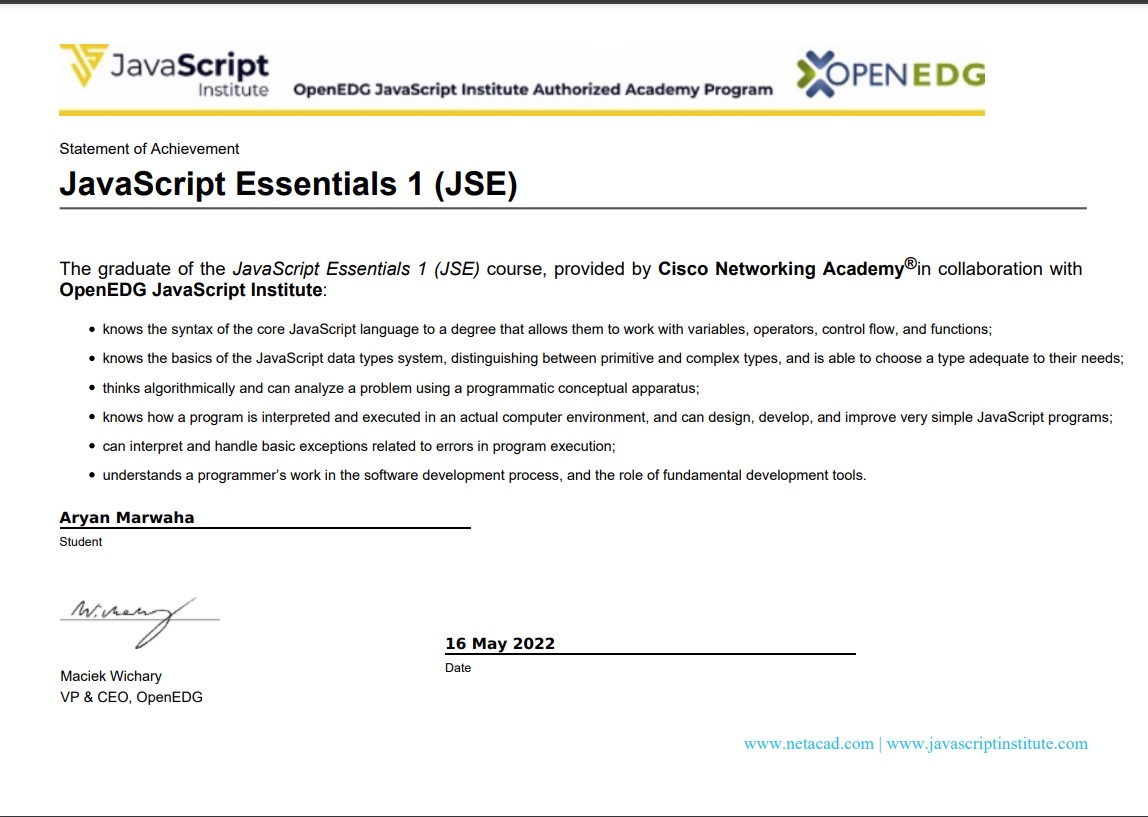 JavaScript
Institute
OpenEDG JavaScript Institute Authorized Academy Program
OPENEDG
Statement of Achievement
JavaScript Essentials 1 (JSE)
The graduate of the JavaScript Essentials 1 (JSE) course, provided by Cisco Networking Academy®in collaboration with
OpenEDG JavaScript Institute:
• knows the syntax of the core JavaScript language to a degree that allows them to work with variables, operators, control flow, and functions;
• knows the basics of the JavaScript data types system, distinguishing between primitive and complex types, and is able to choose a type adequate to their needs;
• thinks algorithmically and can analyze a problem using a programmatic conceptual apparatus;
• knows how a program is interpreted and executed in an actual computer environment, and can design, develop, and improve very simple JavaScript programs;
• can interpret and handle basic exceptions related to errors in program execution;
• understands a programmer’s work in the software development process, and the role of fundamental development tools.
Aryan Marwaha
Student
16 May 2022
Date
Maciek Wichary
VP & CEO, OpenEDG
www.netacad.com | www.javascriptinstitute.com